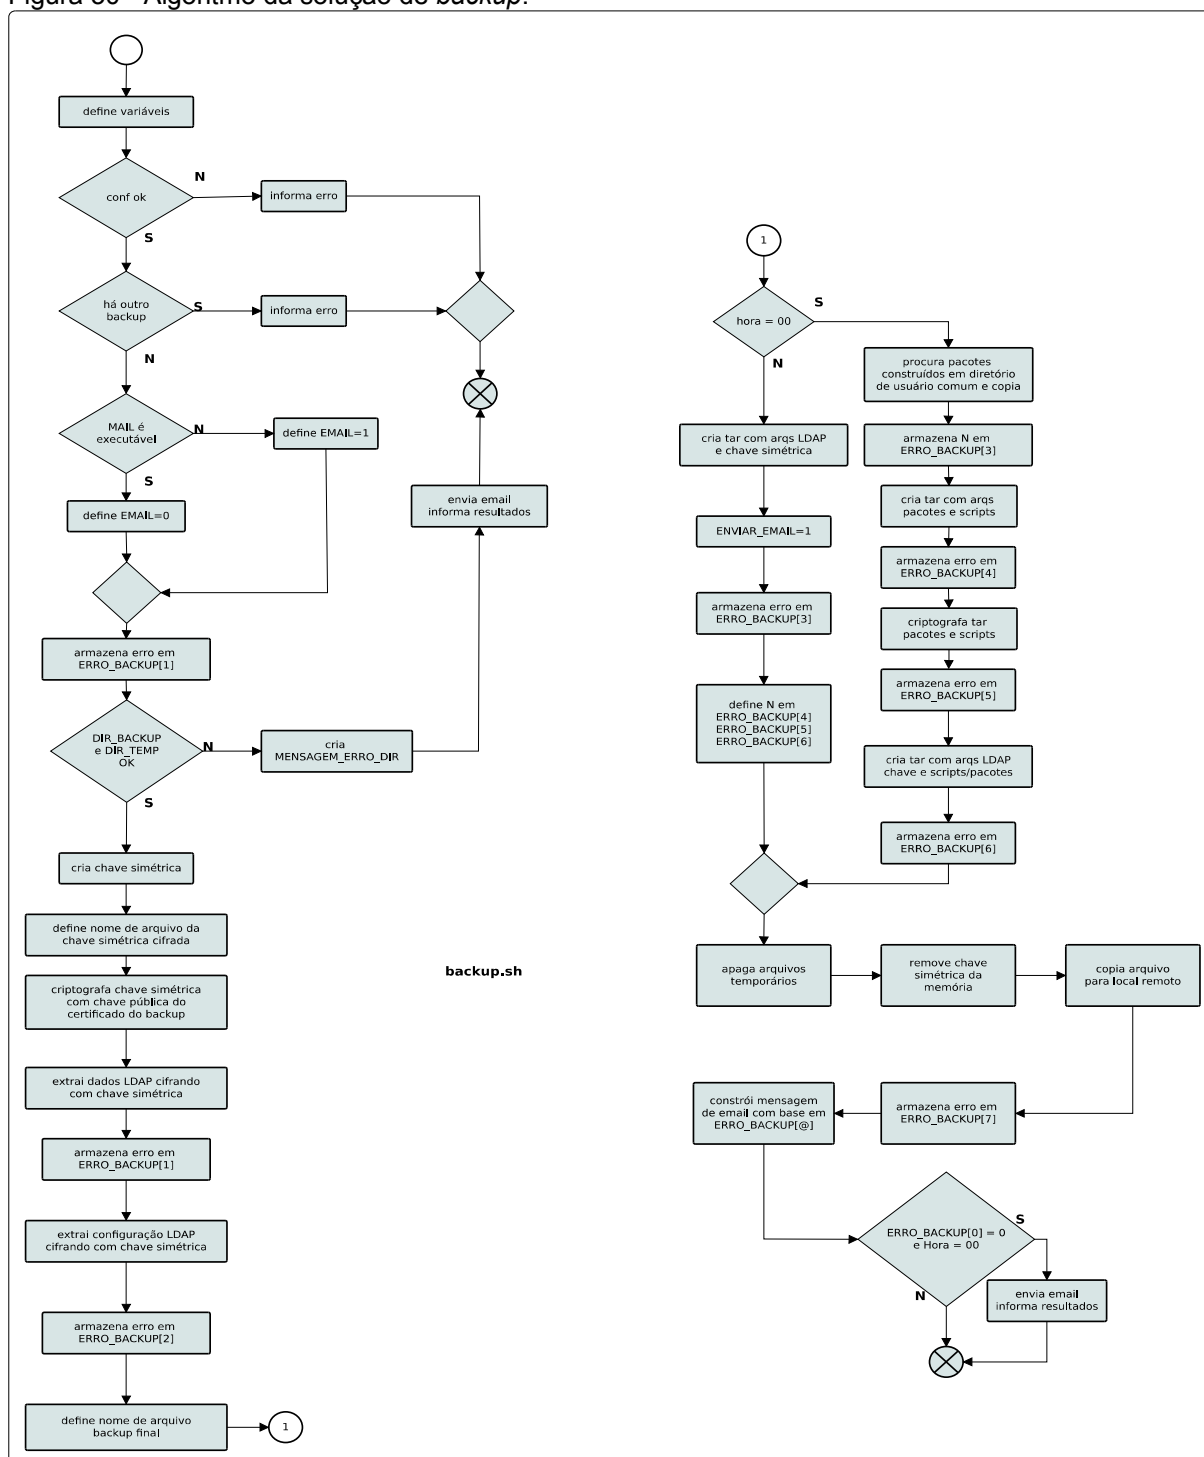 Figura 36 - Algoritmo da solução de backup.
define variáveis
conf ok
N
informa erro
S
há outro
backup
S
informa erro
N
MAIL é
executável
N
define EMAIL=1
S
define EMAIL=0
envia email
informa resultados
armazena erro em
ERRO_BACKUP[1]
DIR_BACKUP
e DIR_TEMP
OK
N
cria
MENSAGEM_ERRO_DIR
S
cria chave simétrica
define nome de arquivo da
chave simétrica cifrada
criptografa chave simétrica
com chave pública do
certificado do backup
extrai dados LDAP cifrando
com chave simétrica
armazena erro em
ERRO_BACKUP[1]
extrai configuração LDAP
cifrando com chave simétrica
armazena erro em
ERRO_BACKUP[2]
define nome de arquivo
backup final
1
backup.sh
1
hora = 00
S
N
procura pacotes
construídos em diretório
de usuário comum e copia
cria tar com arqs LDAP
e chave simétrica
armazena N em
ERRO_BACKUP[3]
cria tar com arqs
pacotes e scripts
ENVIAR_EMAIL=1
armazena erro em
ERRO_BACKUP[4]
armazena erro em
ERRO_BACKUP[3]
criptografa tar
pacotes e scripts
armazena erro em
ERRO_BACKUP[5]
define N em
ERRO_BACKUP[4]
ERRO_BACKUP[5]
ERRO_BACKUP[6]
cria tar com arqs LDAP
chave e scripts/pacotes
armazena erro em
ERRO_BACKUP[6]
apaga arquivos
temporários
remove chave
simétrica da
memória
copia arquivo
para local remoto
constrói mensagem
de email com base em
ERRO_BACKUP[@]
armazena erro em
ERRO_BACKUP[7]
ERRO_BACKUP[0] = 0
e Hora = 00
S
N
envia email
informa resultados